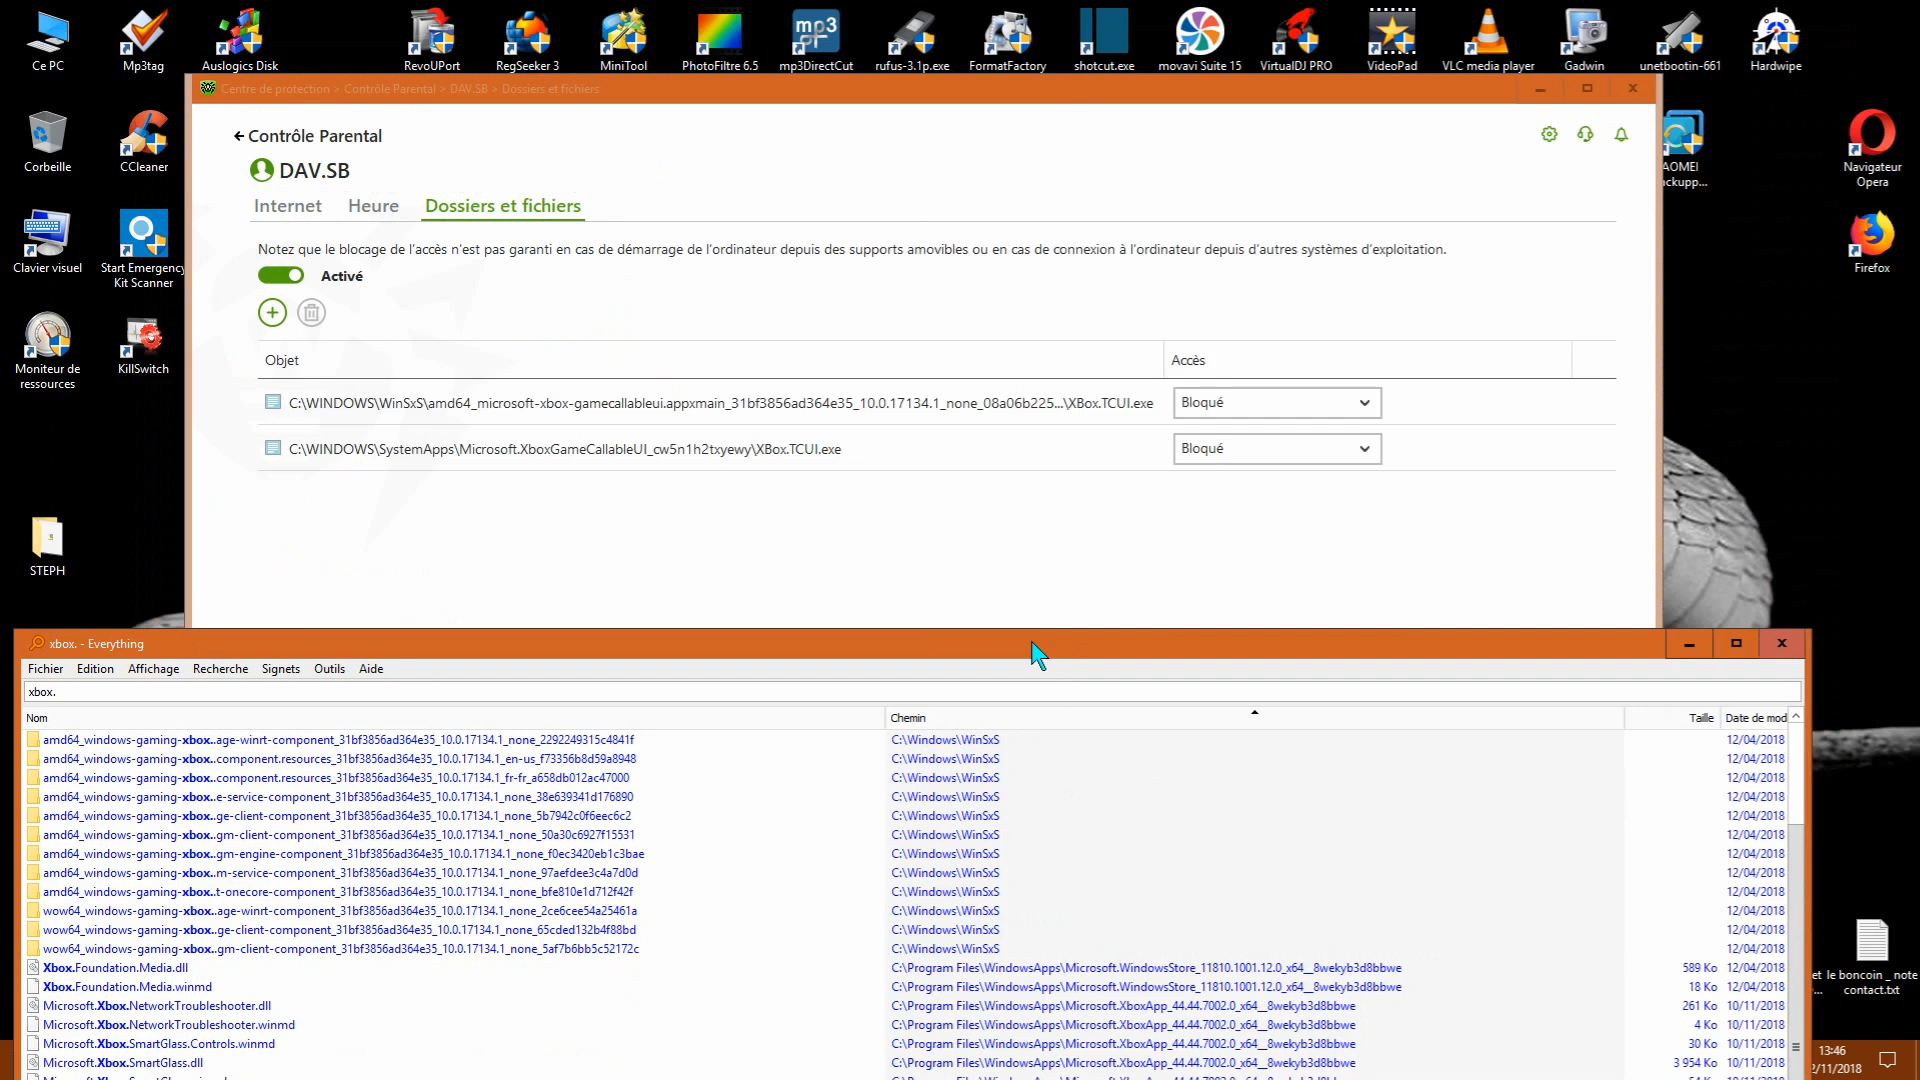 Ce PC
Mp3tag
Auslogics Disk
RevoUPort
RegSeeker 3
MiniTool
PhotoFiltre 6.5
mp3
mp3DirectCut
rufus-3.1p.exe
FormatFactory
shotcut.exe
movavi Suite 15
VirtualDJ PRO
VideoPad
VLC media player
Gadwin
unetbootin-661
Hardwipe
Centre de protection > Contrôle Parental > DAV.SB > Dossiers et fichiers
Corbeille
CCleaner
Clavier visuel
Start Emergency
Kit Scanner
Moniteur de
ressources
KillSwitch
STEPH
AOMEI
ackupp...
Navigateur
Opera
Firefox
Contrôle Parental
DAV.SB
Internet
Heure
Dossiers et fichiers
Notez que le blocage de l'accès n'est pas garanti en cas de démarrage de l'ordinateur depuis des supports amovibles ou en cas de connexion à l'ordinateur depuis d'autres systèmes d'exploitation.
Activé
Objet Accès
C:\WINDOWS\WinSxS\amd64_microsoft-xbox-gamecallableui.appxmain_31bf3856ad364e35_10.0.17134.1_none_08a06b225...\XBox.TCUI.exe Bloqué
C:\WINDOWS\SystemApps\Microsoft.XboxGameCallableUI_cw5n1h2txyewy\XBox.TCUI.exe Bloqué
xbox. - Everything
Fichier Edition Affichage Recherche Signets Outils Aide
xbox.
Nom Chemin Taille Date de mod
amd64_windows-gaming-xbox..age-winrt-component_31bf3856ad364e35_10.0.17134.1_none_2292249315c4841f C:\Windows\WinSxS 12/04/2018
amd64_windows-gaming-xbox..component.resources_31bf3856ad364e35_10.0.17134.1_en-us_f73356b8d59a8948 C:\Windows\WinSxS 12/04/2018
amd64_windows-gaming-xbox..component.resources_31bf3856ad364e35_10.0.17134.1_fr-fr_a658db012ac47000 C:\Windows\WinSxS 12/04/2018
amd64_windows-gaming-xbox..e-service-component_31bf3856ad364e35_10.0.17134.1_none_38e639341d176890 C:\Windows\WinSxS 12/04/2018
amd64_windows-gaming-xbox..ge-client-component_31bf3856ad364e35_10.0.17134.1_none_5b7942c0f6eec6c2 C:\Windows\WinSxS 12/04/2018
amd64_windows-gaming-xbox..gm-client-component_31bf3856ad364e35_10.0.17134.1_none_50a30c6927f15531 C:\Windows\WinSxS 12/04/2018
amd64_windows-gaming-xbox..gm-engine-component_31bf3856ad364e35_10.0.17134.1_none_f0ec3420eb1c3bae C:\Windows\WinSxS 12/04/2018
amd64_windows-gaming-xbox..m-service-component_31bf3856ad364e35_10.0.17134.1_none_97aefdee3c4a7d0d C:\Windows\WinSxS 12/04/2018
amd64_windows-gaming-xbox..t-onecore-component_31bf3856ad364e35_10.0.17134.1_none_bfe810e1d712f42f C:\Windows\WinSxS 12/04/2018
wow64_windows-gaming-xbox..age-winrt-component_31bf3856ad364e35_10.0.17134.1_none_2ce6cee54a25461a C:\Windows\WinSxS 12/04/2018
wow64_windows-gaming-xbox..ge-client-component_31bf3856ad364e35_10.0.17134.1_none_65cded132b4f88bd C:\Windows\WinSxS 12/04/2018
wow64_windows-gaming-xbox..gm-client-component_31bf3856ad364e35_10.0.17134.1_none_5af7b6bb5c52172c C:\Windows\WinSxS 12/04/2018
Xbox.Foundation.Media.dll C:\Program Files\WindowsApps\Microsoft.WindowsStore_11810.1001.12.0_x64__8wekyb3d8bbwe 589 Ko 12/04/2018
Xbox.Foundation.Media.winmd C:\Program Files\WindowsApps\Microsoft.WindowsStore_11810.1001.12.0_x64__8wekyb3d8bbwe 18 Ko 12/04/2018
Microsoft.Xbox.NetworkTroubleshooter.dll C:\Program Files\WindowsApps\Microsoft.XboxApp_44.44.7002.0_x64__8wekyb3d8bbwe 261 Ko 10/11/2018
Microsoft.Xbox.NetworkTroubleshooter.winmd C:\Program Files\WindowsApps\Microsoft.XboxApp_44.44.7002.0_x64__8wekyb3d8bbwe 4 Ko 10/11/2018
Microsoft.Xbox.SmartGlass.Controls.winmd C:\Program Files\WindowsApps\Microsoft.XboxApp_44.44.7002.0_x64__8wekyb3d8bbwe 30 Ko 10/11/2018
Microsoft.Xbox.SmartGlass.dll C:\Program Files\WindowsApps\Microsoft.XboxApp_44.44.7002.0_x64__8wekyb3d8bbwe 3 954 Ko 10/11/2018
et
...
le boncoin _ note
contact.txt
13:46
2/11/2018